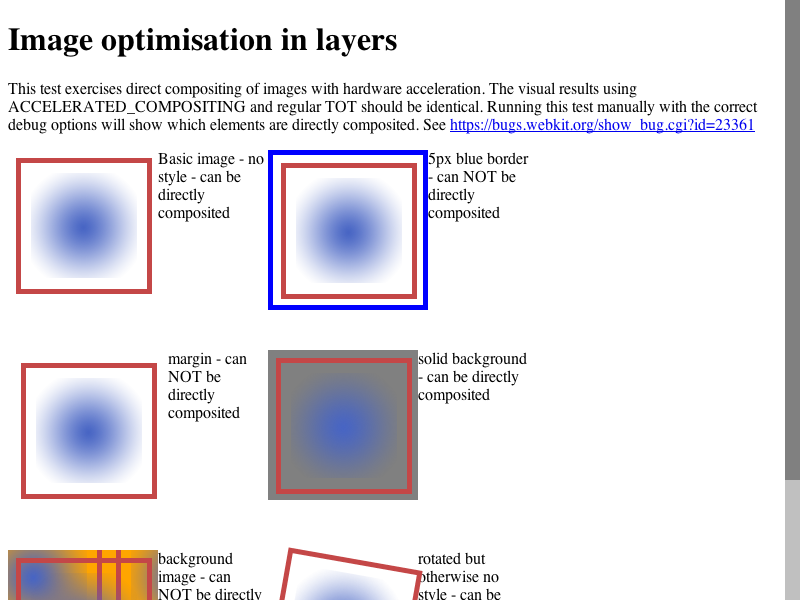 Image optimisation in layers
This test exercises direct compositing of images with hardware acceleration. The visual results using
ACCELERATED_COMPOSITING and regular TOT should be identical. Running this test manually with the correct
debug options will show which elements are directly composited. See https://bugs.webkit.org/show_bug.cgi?id=23361
Basic image - no
style - can be
directly
composited
5px blue border
- can NOT be
directly
composited
margin - can
NOT be
directly
composited
solid background
- can be directly
composited
background
image - can
NOT be directly
rotated but
otherwise no
style - can be